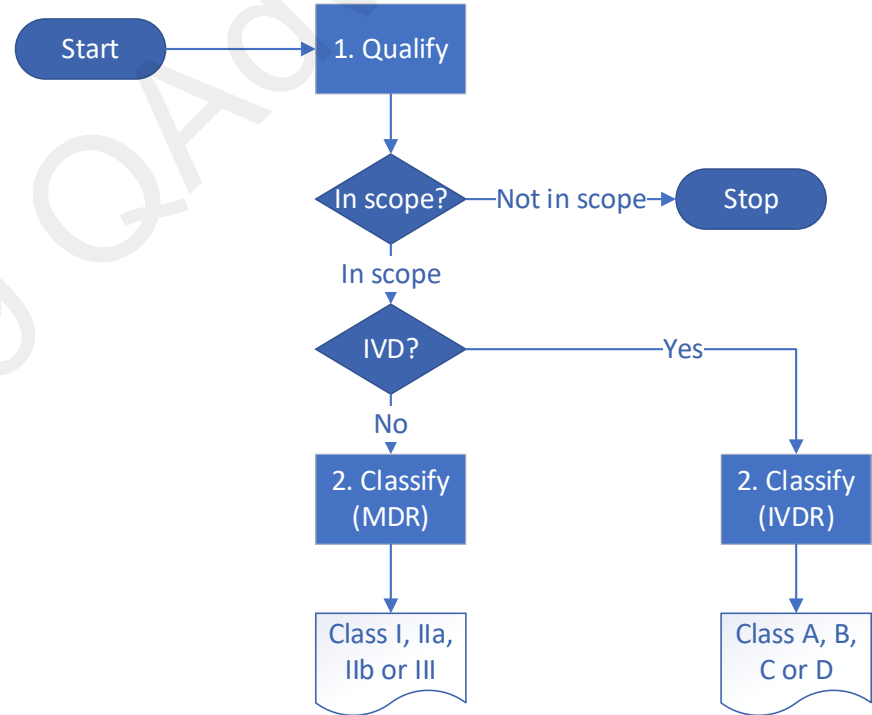 Start
1. Qualify
In scope?
Not in scope
Stop
In scope
IVD?
Yes
No
2. Classify
(MDR)
2. Classify
(IVDR)
Class I, IIa,
IIb or III
Class A, B,
C or D